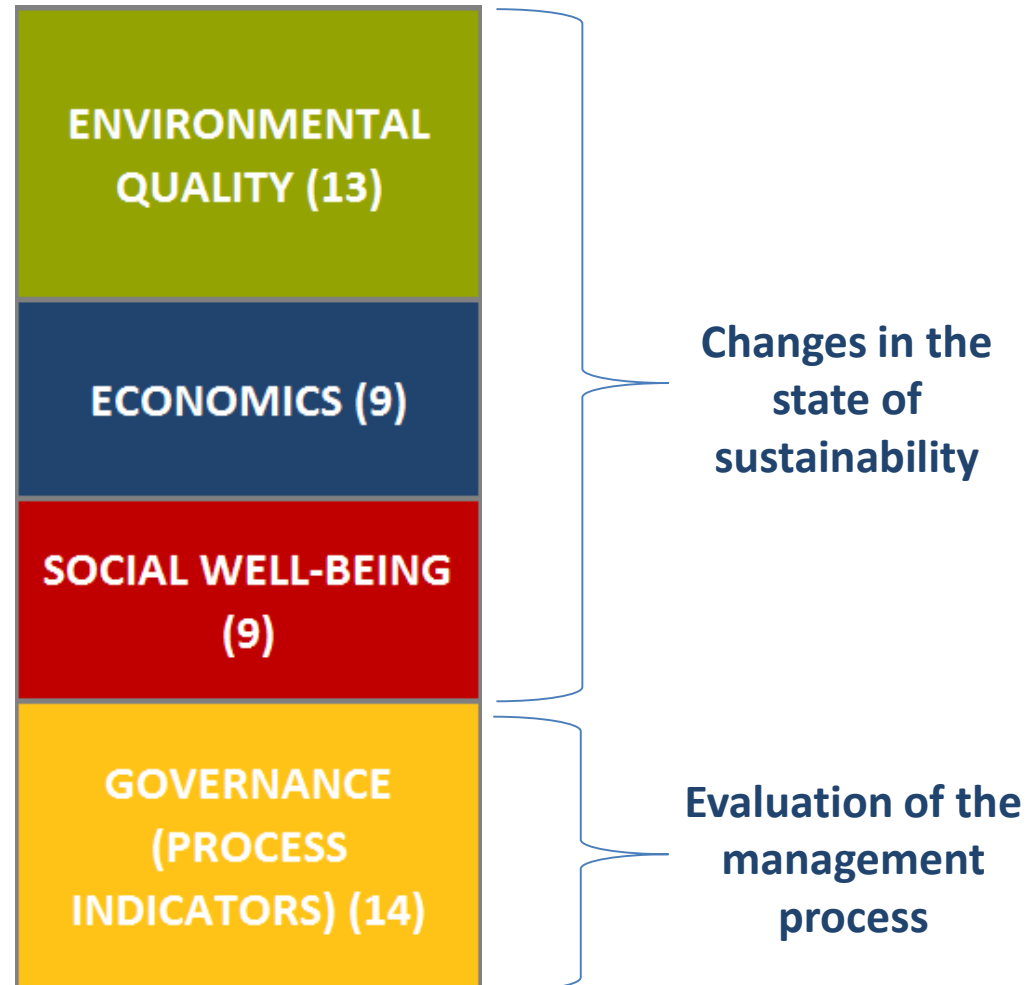 ENVIRONMENTAL
QUALITY (13)
ECONOMICS (9)
SOCIAL WELL-BEING
(9)
GOVERNANCE
(PROCESS
INDICATORS) (14)
Changes in the
state of
sustainability
Evaluation of the
management
process